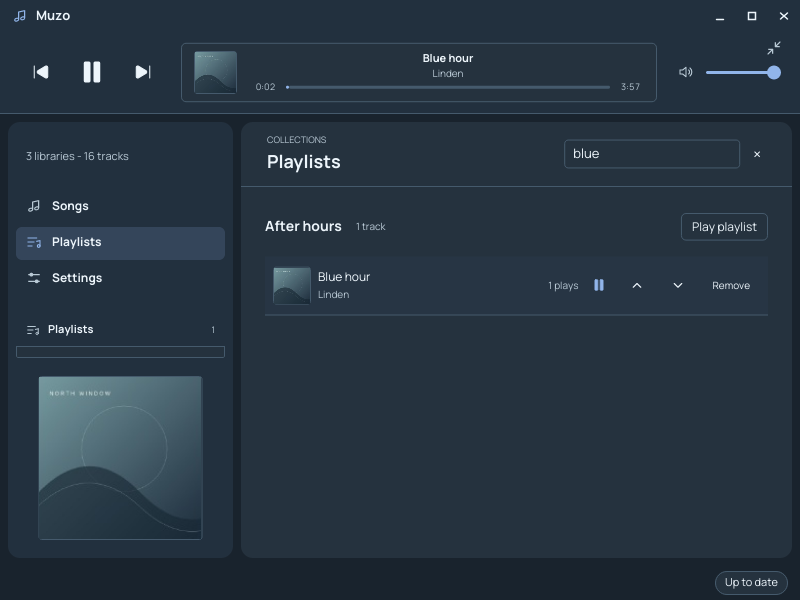 Muzo
Blue hour
Linden
0:02
3:57
3 libraries - 16 tracks
Songs
Playlists
Settings
Playlists
1
NORTH WINDOW
COLLECTIONS
Playlists
blue
After hours
1 track
Play playlist
Blue hour
Linden
1 plays
Remove
Up to date